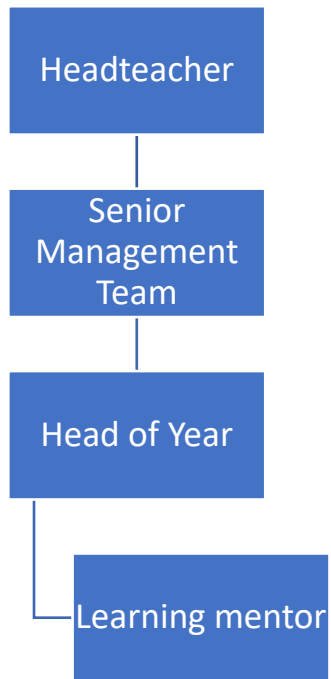 Headteacher
Senior
Management
Team
Head of Year
Learning mentor